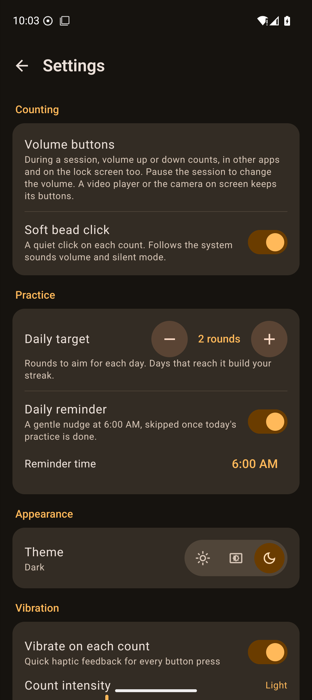 10:03
Settings
Counting
Volume buttons
During a session, volume up or down counts, in other apps
and on the lock screen too. Pause the session to change
the volume. A video player or the camera on screen keeps
its buttons.
Soft bead click
A quiet click on each count. Follows the system
sounds volume and silent mode.
Practice
Daily target
− 2 rounds +
Rounds to aim for each day. Days that reach it build your
streak.
Daily reminder
A gentle nudge at 6:00 AM, skipped once today's
practice is done.
Reminder time 6:00 AM
Appearance
Theme
Dark
Vibration
Vibrate on each count
Quick haptic feedback for every button press
Count intensity Light